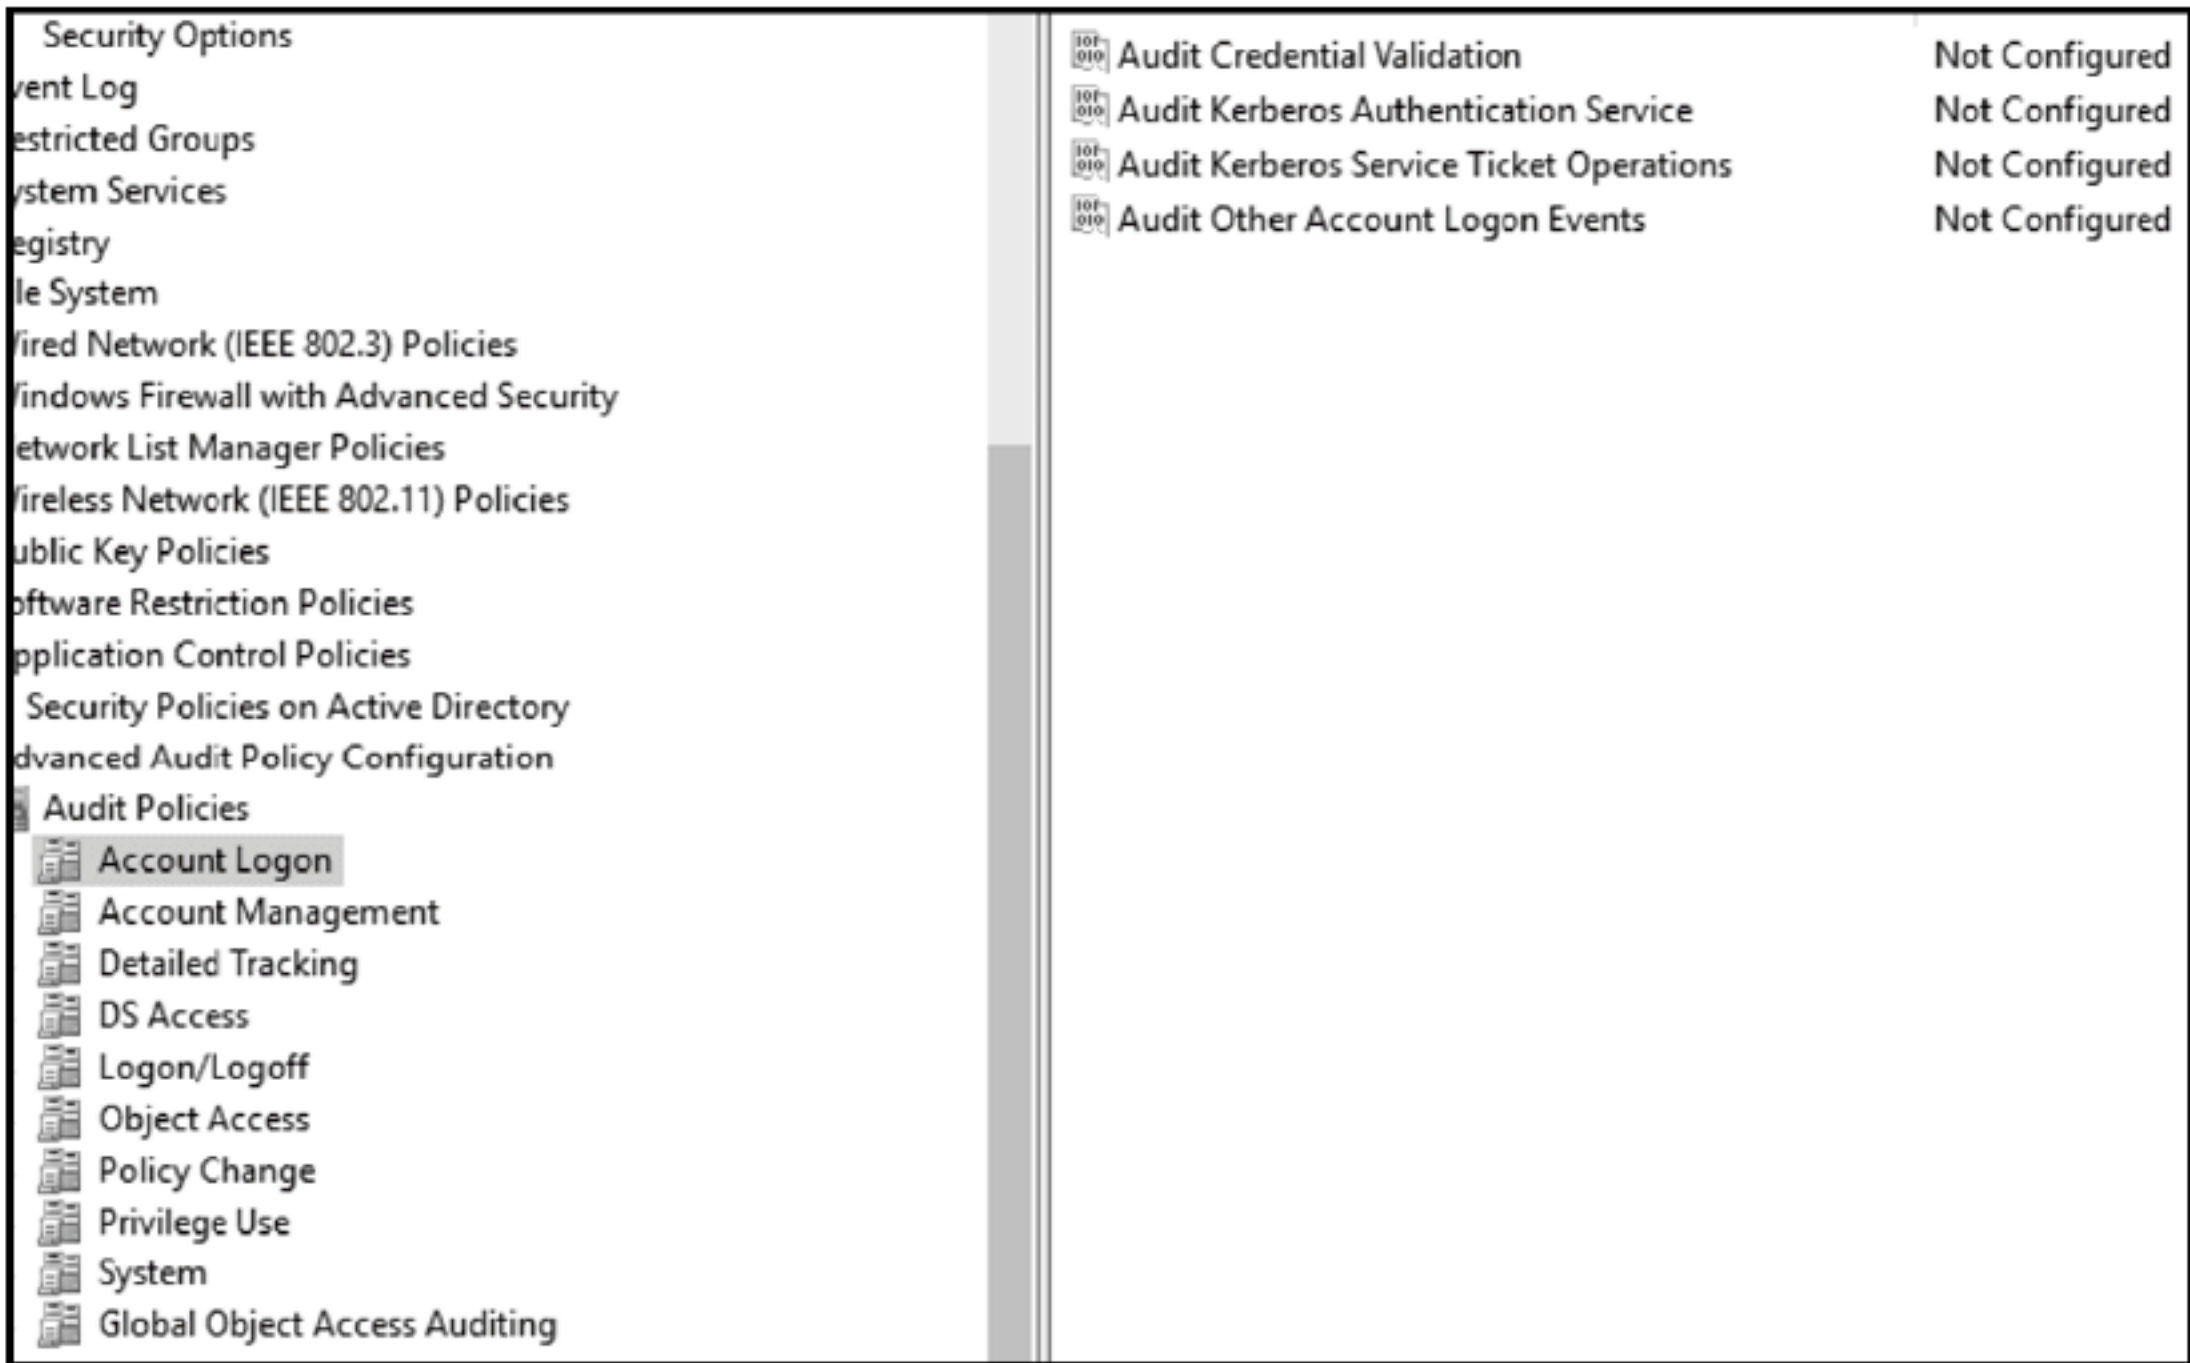 Security Options
vent Log
estricted Groups
ystem Services
egistry
le System
ired Network (IEEE 802.3) Policies
indows Firewall with Advanced Security
etwork List Manager Policies
ireless Network (IEEE 802.11) Policies
ublic Key Policies
oftware Restriction Policies
pplication Control Policies
Security Policies on Active Directory
dvanced Audit Policy Configuration
Audit Policies
Account Logon
Account Management
Detailed Tracking
DS Access
Logon/Logoff
Object Access
Policy Change
Privilege Use
System
Global Object Access Auditing
Audit Credential Validation Not Configured
Audit Kerberos Authentication Service Not Configured
Audit Kerberos Service Ticket Operations Not Configured
Audit Other Account Logon Events Not Configured